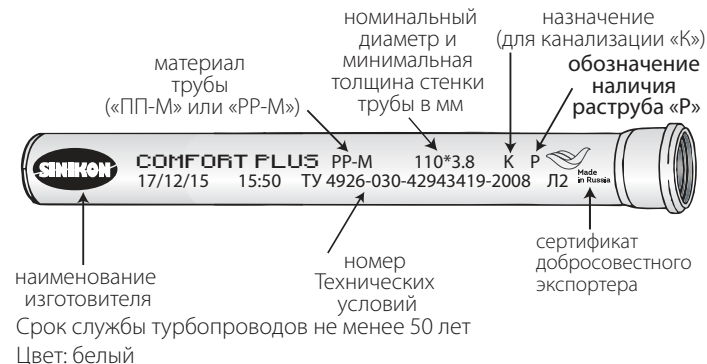 номинальный
диаметр и
минимальная
толщина стенки
трубы в мм
назначение
(для канализации «К»)
материал
трубы
(«ПП-М» или «PP-M»)
обозначение
наличия
раструба «Р»
SINIKON
COMFORT PLUS PP-M 110*3.8 К Р
17/12/15 15:50 ТУ 4926-030-42943419-2008 Л2
Made
in Russia
наименование
изготовителя
номер
Технических
условий
сертификат
добросовестного
экспортера
Срок службы турбопроводов не менее 50 лет
Цвет: белый